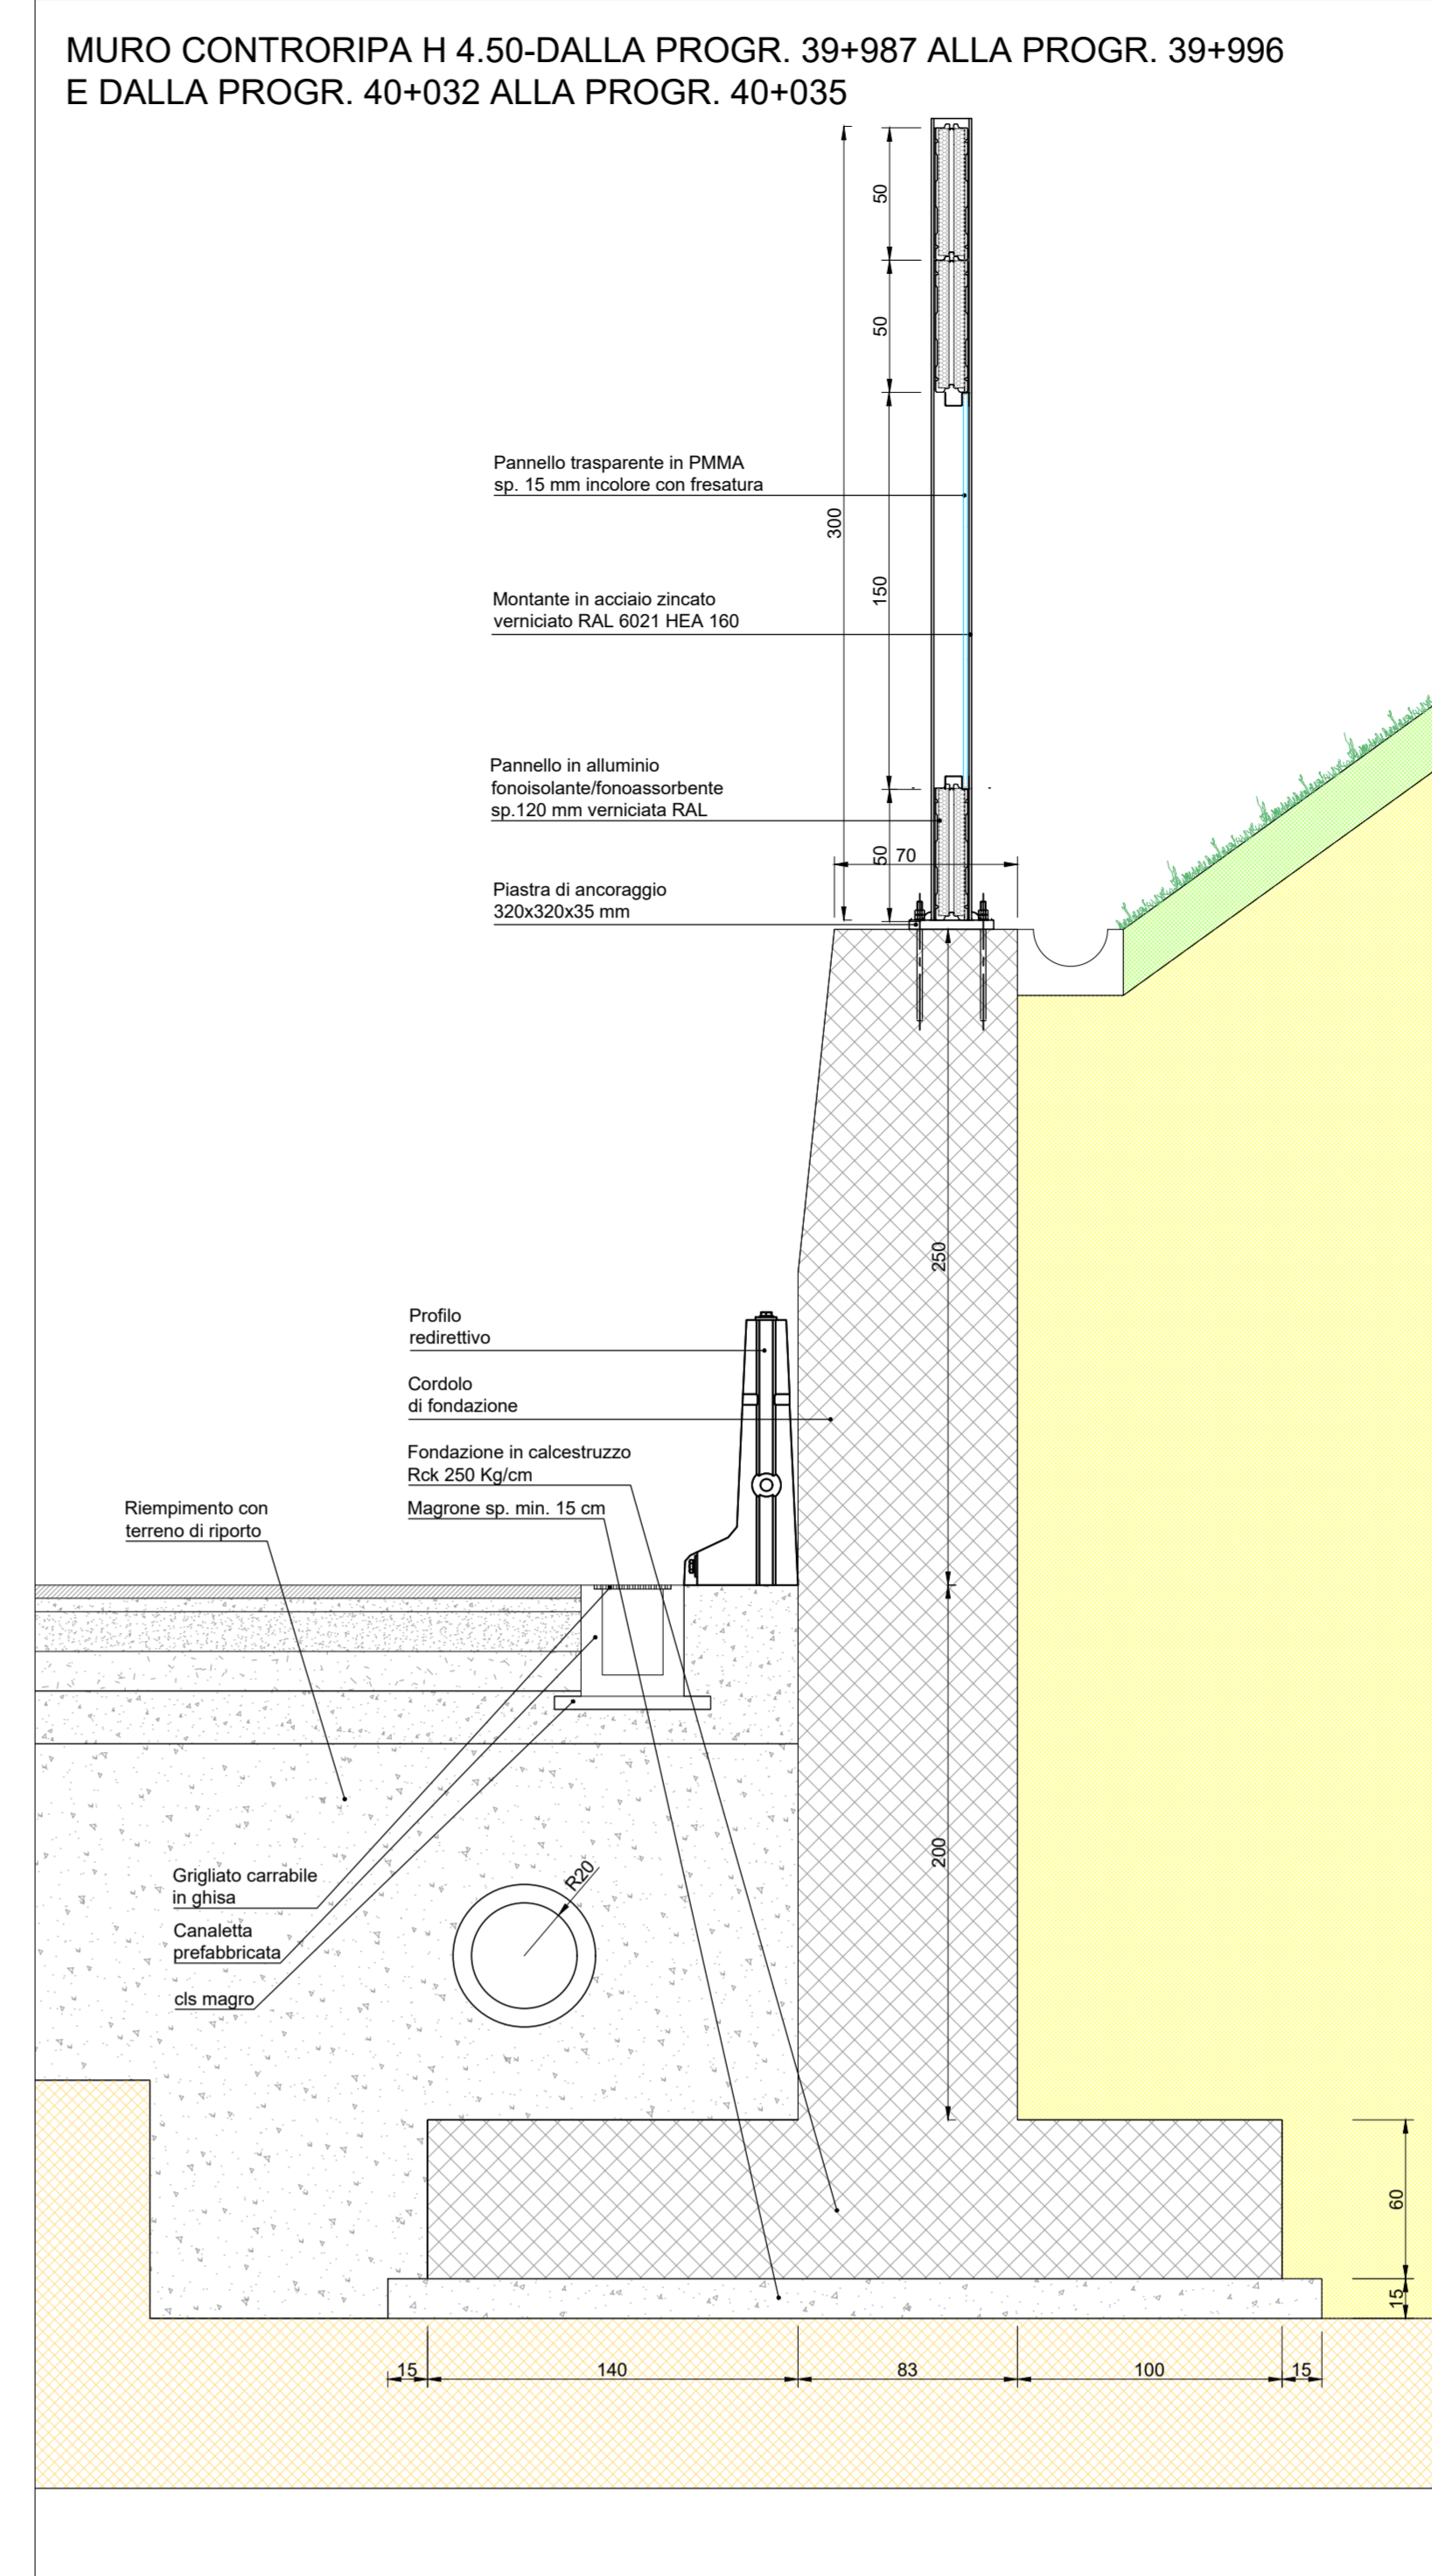 MURO CONTRORIPA H 4.50-DALLA PROGR. 39+987 ALLA PROGR. 39+996
E DALLA PROGR. 40+032 ALLA PROGR. 40+035
50
50
Pannello trasparente in PMMA
sp. 15 mm incolore con fresatura
300
150
Montante in acciaio zincato
verniciato RAL 6021 HEA 160
Pannello in alluminio
fonoisolante/fonoassorbente
sp.120 mm verniciata RAL
50
70
Piastra di ancoraggio
320x320x35 mm
250
Profilo
redirettivo
Cordolo
di fondazione
Fondazione in calcestruzzo
Rck 250 Kg/cm
Magrone sp. min. 15 cm
Riempimento con
terreno di riporto
200
Grigliato carrabile
in ghisa
R20
Canaletta
prefabbricata
cls magro
60
15
15
140
83
100
15